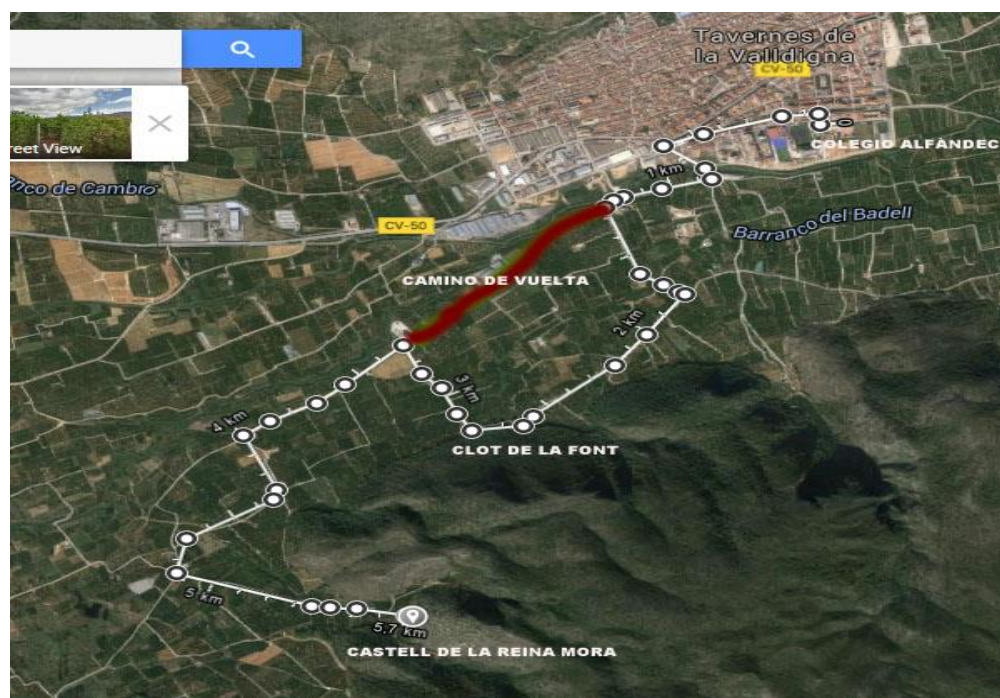 Tavernes de
la Valldigna
CV-50
COLEGIO ALFÀNDEC
0
reet View
1 km
nco de Cambro
CV-50
Barranco del Badell
CAMINO DE VUELTA
2 km
3 km
4 km
CLOT DE LA FONT
5 km
5,7 km
CASTELL DE LA REINA MORA